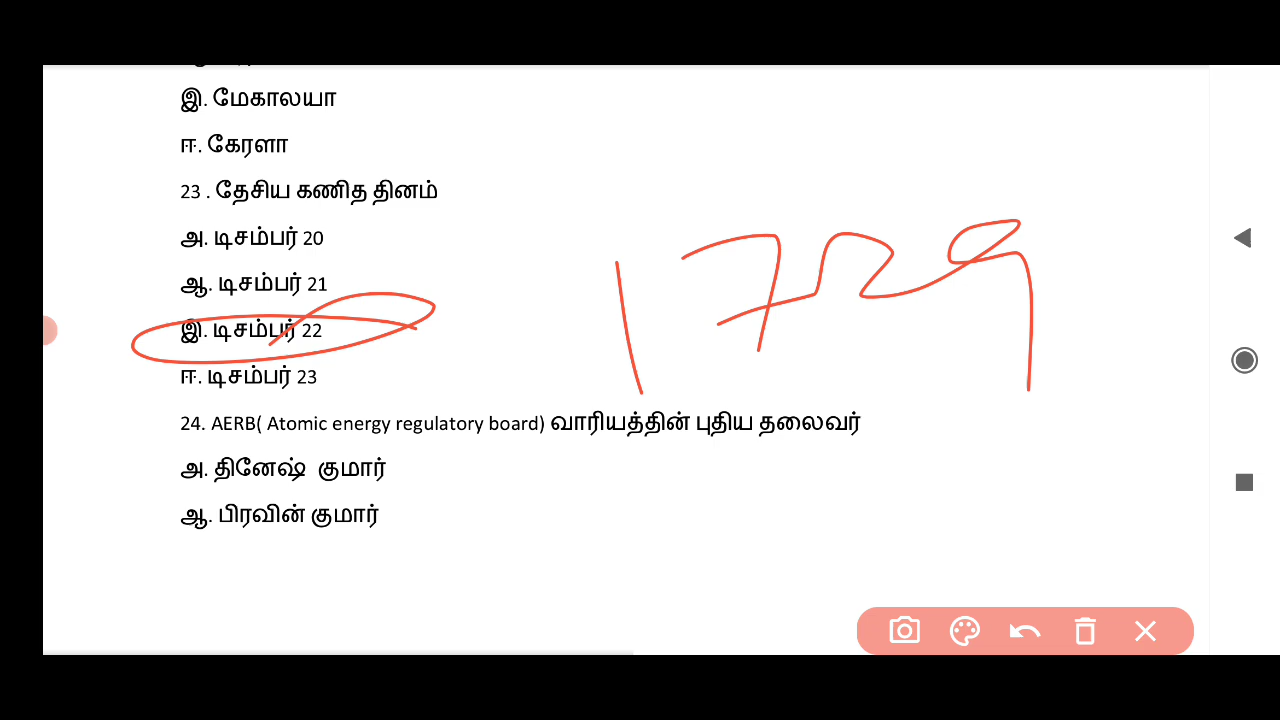 இ. மேகாலயா
ஈ. கேரளா
23 . தேசிய கணித தினம்
அ. டிசம்பர் 20
ஆ. டிசம்பர் 21
இ. டிசம்பர் 22
1729
ஈ. டிசம்பர் 23
24. AERB( Atomic energy regulatory board) வாரியத்தின் புதிய தலைவர்
அ. தினேஷ் குமார்
ஆ. பிரவின் குமார்